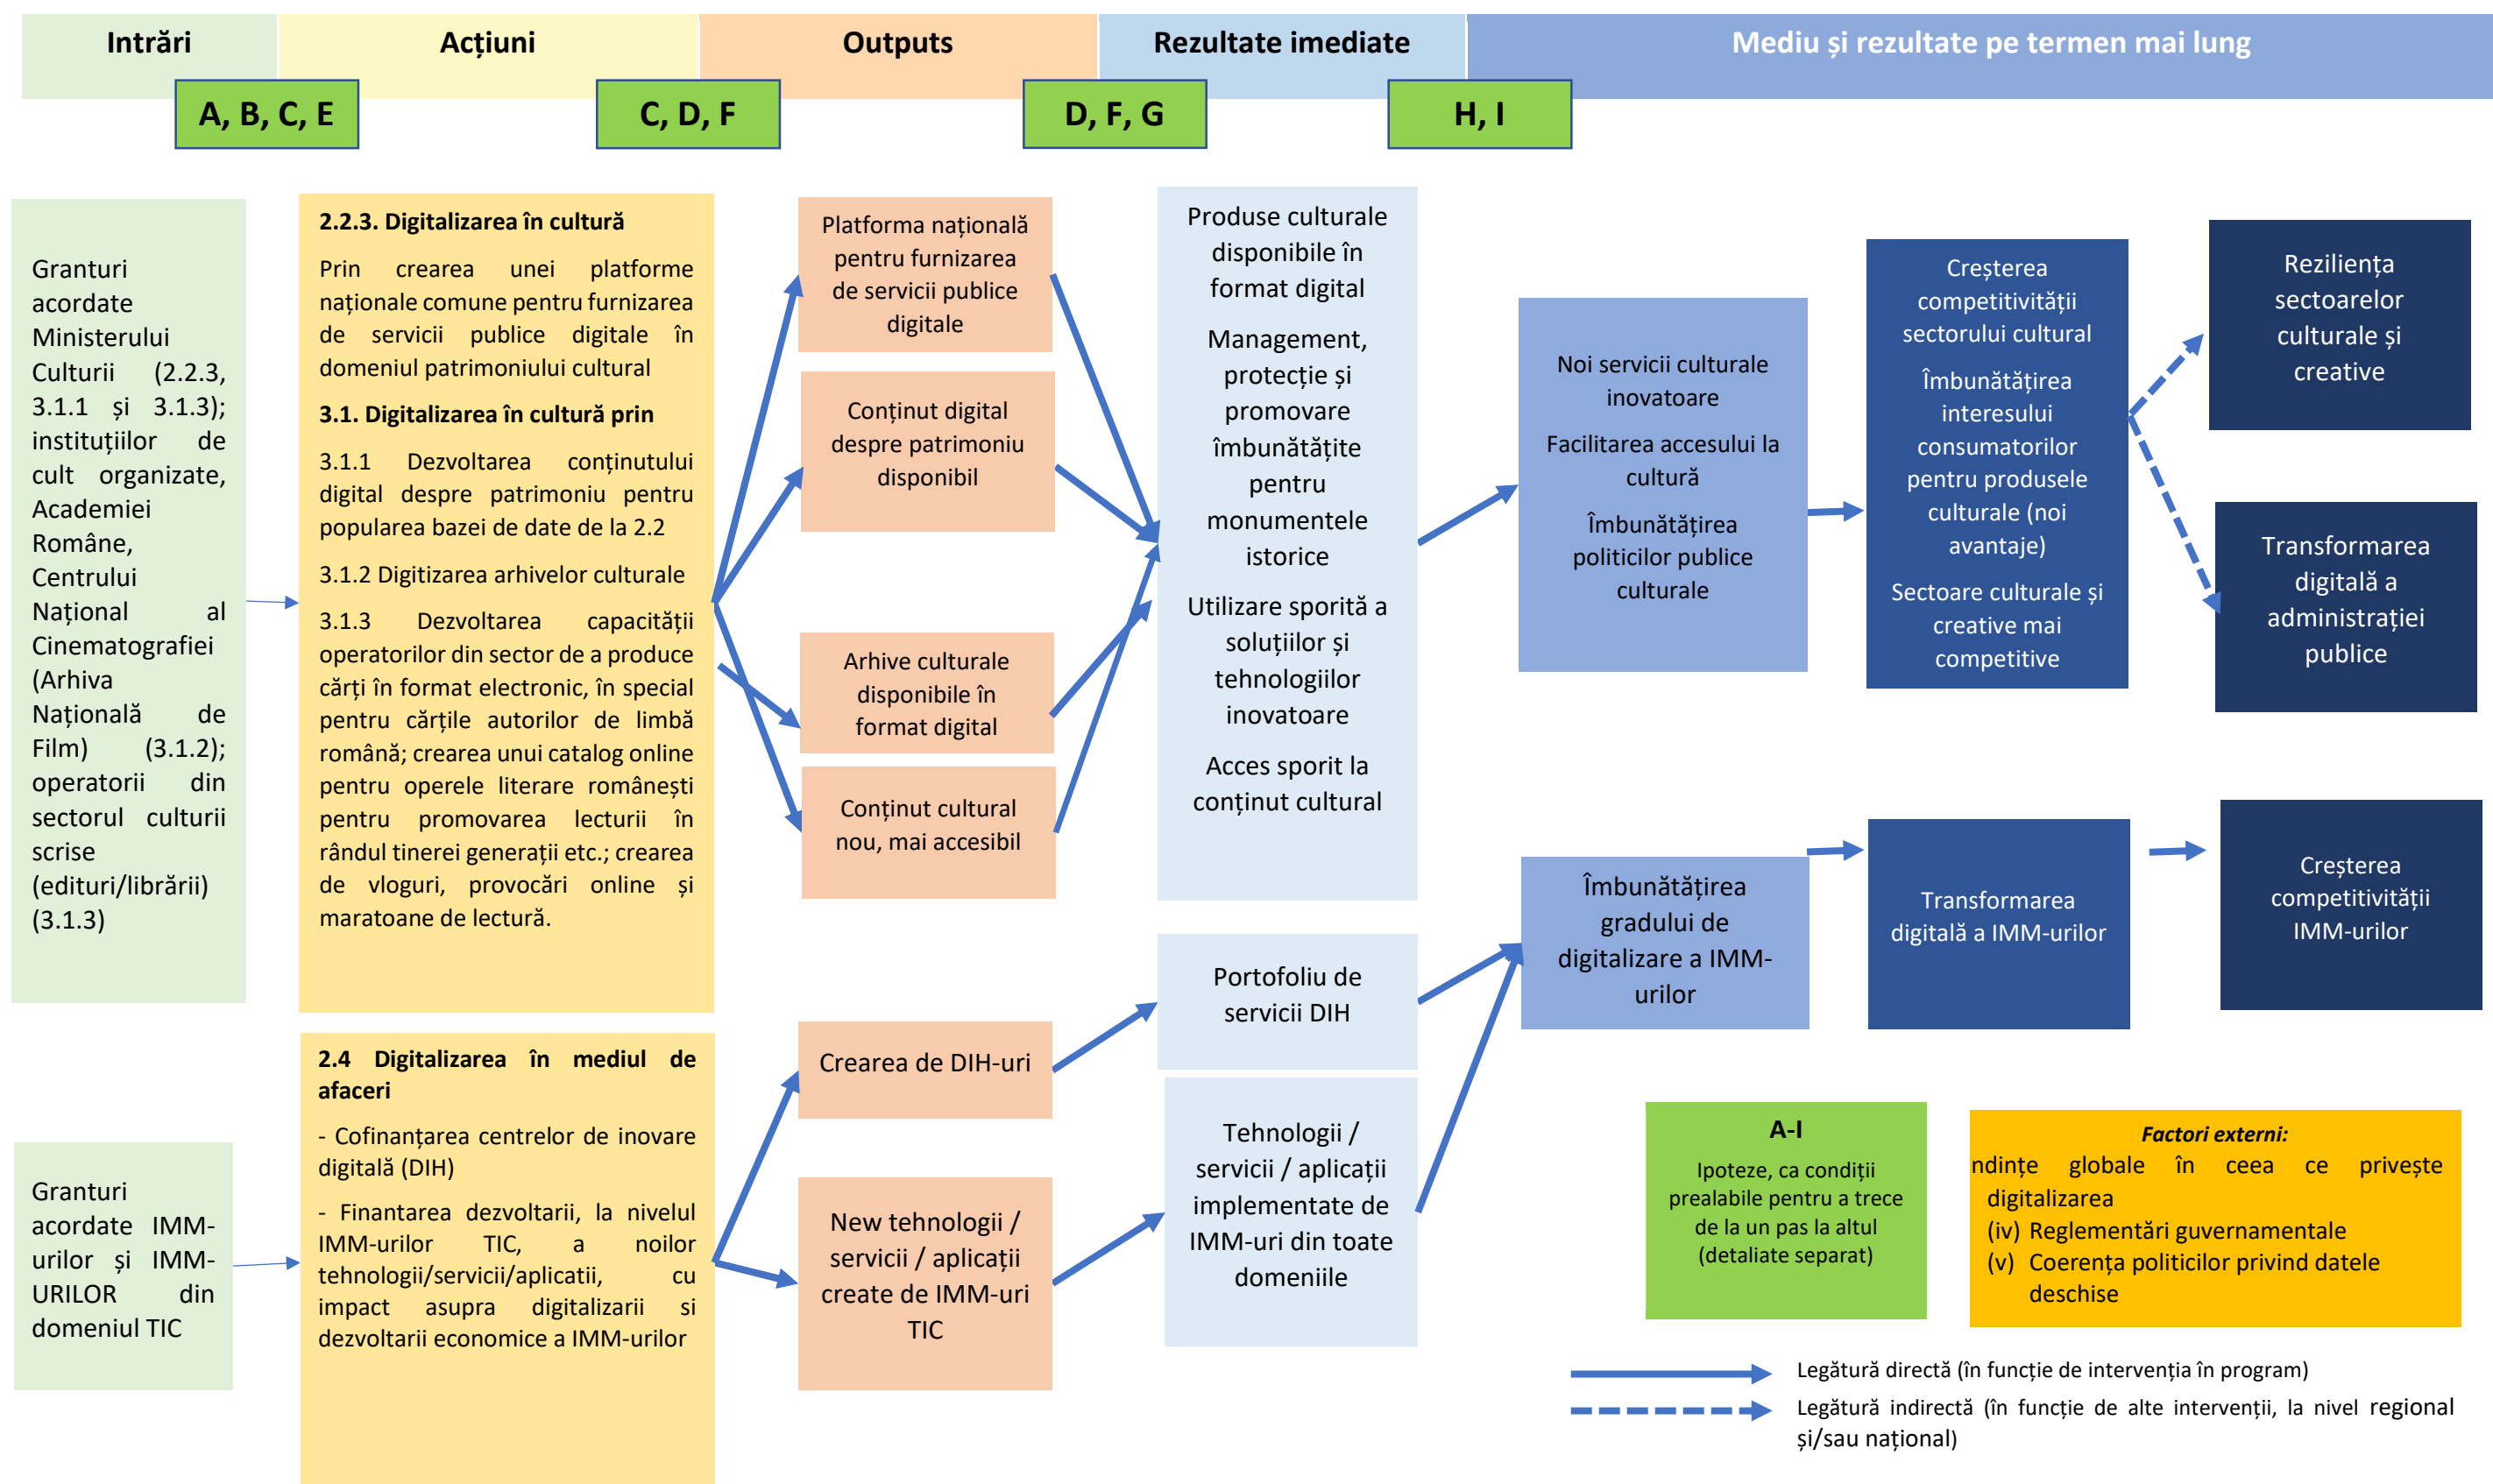 Intrări
Acțiuni
Outputs
Rezultate imediate
Mediu și rezultate pe termen mai lung
A, B, C, E
C, D, F
D, F, G
H, I
Granturi
acordate
Ministerului
Culturii (2.2.3,
3.1.1 și 3.1.3);
instituțiilor de
cult organizate,
Academiei
Române,
Centrului
Național al
Cinematografiei
(Arhiva
Națională de
Film) (3.1.2);
operatorii din
sectorul culturii
scrise
(edituri/librării)
(3.1.3)
2.2.3. Digitalizarea în cultură
Prin crearea unei platforme
naționale comune pentru furnizarea
de servicii publice digitale în
domeniul patrimoniului cultural
3.1. Digitalizarea în cultură prin
3.1.1 Dezvoltarea conținutului
digital despre patrimoniu pentru
popularea bazei de date de la 2.2
3.1.2 Digitizarea arhivelor culturale
3.1.3 Dezvoltarea capacității
operatorilor din sector de a produce
cărți în format electronic, în special
pentru cărțile autorilor de limbă
română; crearea unui catalog online
pentru operele literare românești
pentru promovarea lecturii în
rândul tinerei generații etc.; crearea
de vloguri, provocări online și
maratoane de lectură.
Platforma națională
pentru furnizarea
de servicii publice
digitale
Conținut digital
despre patrimoniu
disponibil
Arhive culturale
disponibile în
format digital
Conținut cultural
nou, mai accesibil
Produse culturale
disponibile în
format digital
Management,
protecție și
promovare
îmbunătățite
pentru
monumentele
istorice
Utilizare sporită a
soluțiilor și
tehnologiilor
inovatoare
Acces sporit la
conținut cultural
Noi servicii culturale
inovatoare
Facilitarea accesului la
cultură
Îmbunătățirea
politicilor publice
culturale
Creșterea
competitivității
sectorului cultural
Îmbunătățirea
interesului
consumatorilor
pentru produsele
culturale (noi
avantaje)
Sectoare culturale și
creative mai
competitive
Reziliența
sectoarelor
culturale și
creative
Transformarea
digitală a
administrației
publice
Granturi
acordate IMM-
urilor și IMM-
URILOR din
domeniul TIC
2.4 Digitalizarea în mediul de
afaceri
- Cofinanțarea centrelor de inovare
digitală (DIH)
- Finantarea dezvoltarii, la nivelul
IMM-urilor TIC, a noilor
tehnologii/servicii/aplicatii, cu
impact asupra digitalizarii si
dezvoltarii economice a IMM-urilor
Crearea de DIH-uri
New tehnologii /
servicii / aplicații
create de IMM-uri
TIC
Portofoliu de
servicii DIH
Tehnologii /
servicii / aplicații
implementate de
IMM-uri din toate
domeniile
Îmbunătățirea
gradului de
digitalizare a IMM-
urilor
Transformarea
digitală a IMM-urilor
Creșterea
competitivității
IMM-urilor
A-I
Ipoteze, ca condiții
prealabile pentru a trece
de la un pas la altul
(detaliate separat)
Factori externi:
ndințe globale în ceea ce privește
digitalizarea
(iv) Reglementări guvernamentale
(v) Coerența politicilor privind datele
deschise
Legătură directă (în funcție de intervenția în program)
Legătură indirectă (în funcție de alte intervenții, la nivel regional
și/sau național)